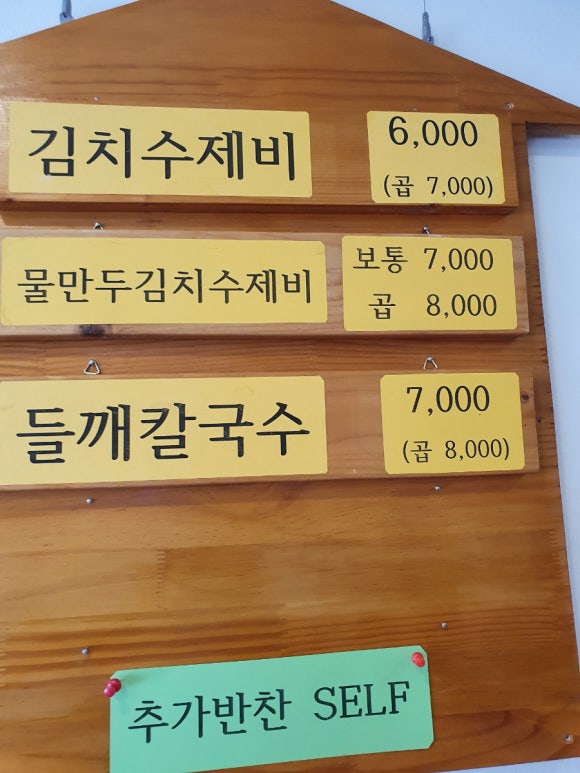 김치수제비 6,000
(곱 7,000)
물만두김치수제비 보통 7,000
곱 8,000
들깨칼국수 7,000
(곱 8,000)
추가반찬 SELF